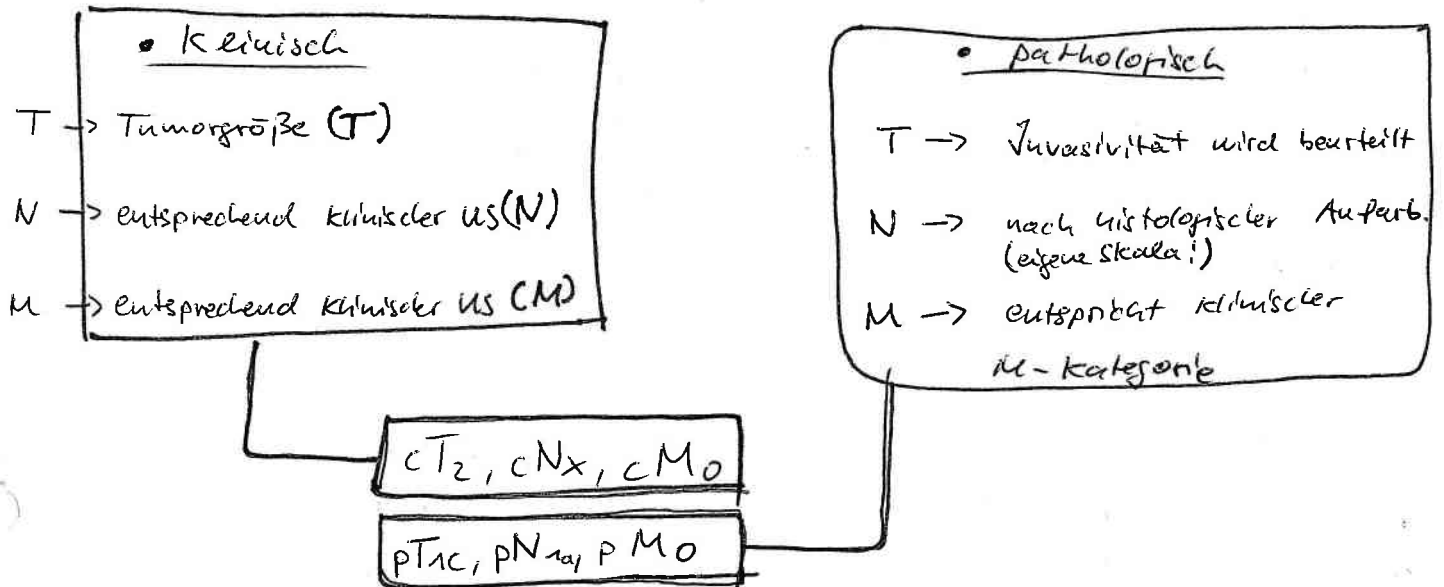 • Klinisch
T -> Tumorgröße (T)
N -> entsprechend klinischer US (N)
M -> entsprechend klinischer US (M)
• pathologisch
T -> Invasivität wird beurteilt
N -> nach histologischer Aufarb.
(eigene Skala!)
M -> entspricht klinischer
M-Kategorie
cT2, cNx, cM0
pT1c, pN1a, pM0